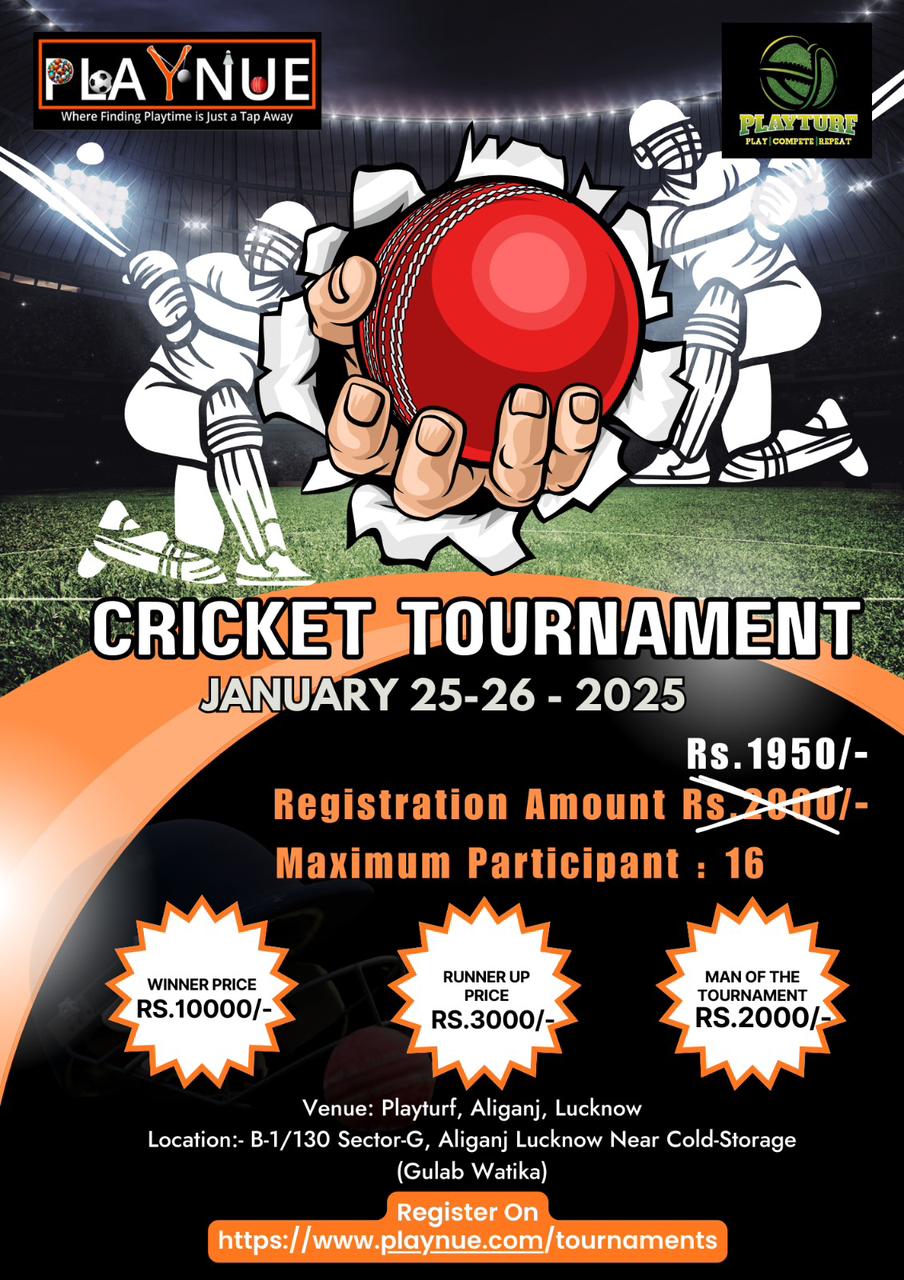 PLAYNUE
Where Finding Playtime is Just a Tap Away
PLAYTURF
PLAY | COMPETE | REPEAT
CRICKET TOURNAMENT
JANUARY 25-26 - 2025
Rs.1950/-
Registration Amount Rs.2000/-
Maximum Participant : 16
WINNER PRICE
RS.10000/-
RUNNER UP
PRICE
RS.3000/-
MAN OF THE
TOURNAMENT
RS.2000/-
Venue: Playturf, Aliganj, Lucknow
Location:- B-1/130 Sector-G, Aliganj Lucknow Near Cold-Storage
(Gulab Watika)
Register On
https://www.playnue.com/tournaments